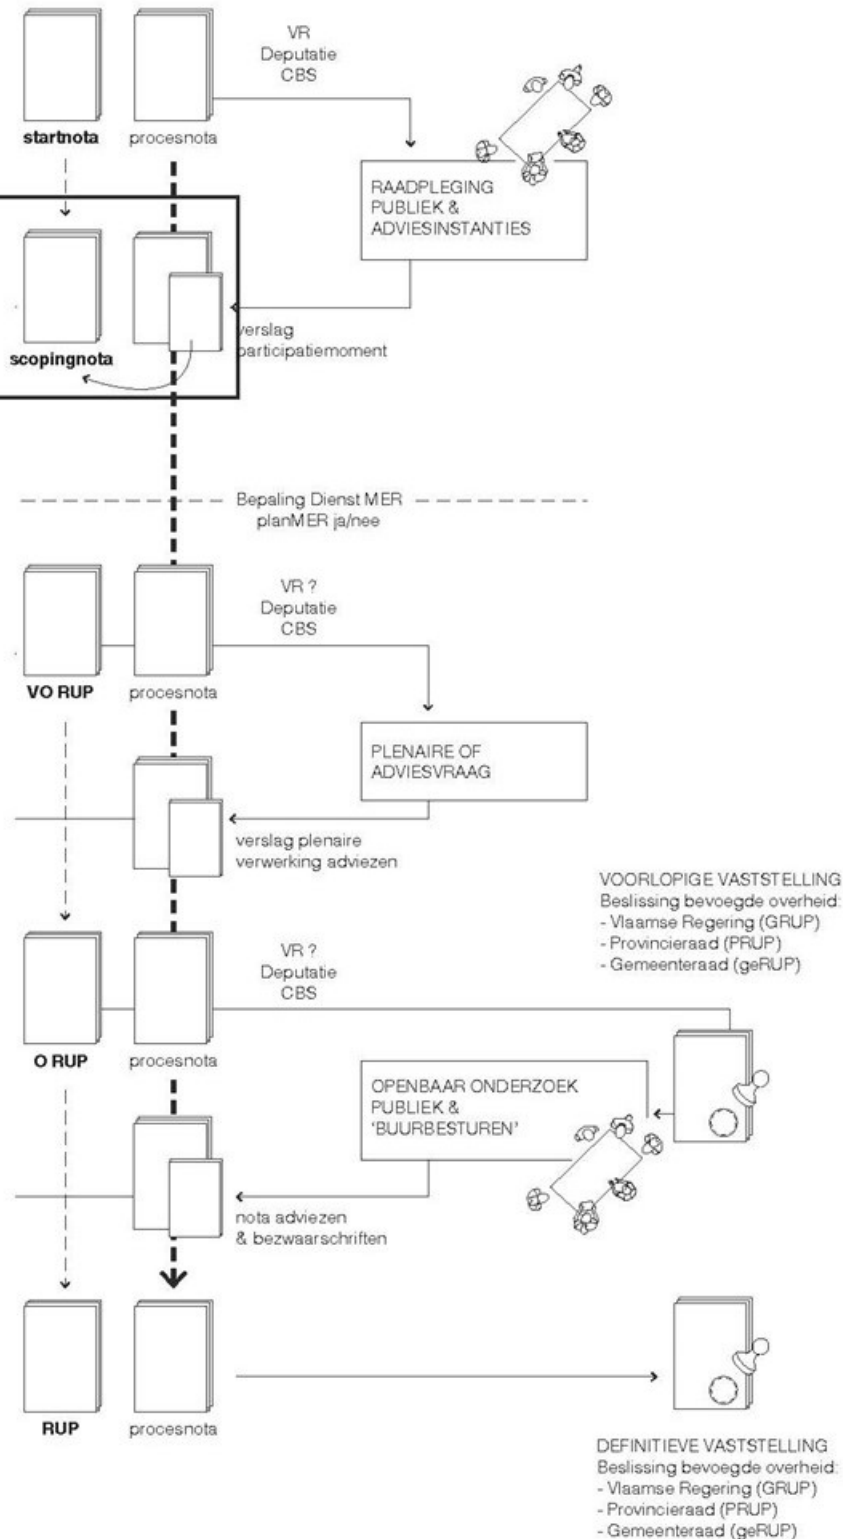 VR
Deputatie
CBS
startnota
procesnota
RAADPLEGING
PUBLIEK &
ADVIESINSTANTIES
scopingnota
verslag
participatiemoment
Bepaling Dienst MER
planMER ja/nee
VR ?
Deputatie
CBS
VO RUP
procesnota
PLENAIRE OF
ADVIESVRAAG
verslag plenaire
verwerking adviezen
VOORLOPIGE VASTSTELLING
Beslissing bevoegde overheid:
- Vlaamse Regering (GRUP)
- Provincieraad (PRUP)
- Gemeenteraad (geRUP)
VR ?
Deputatie
CBS
O RUP
procesnota
OPENBAAR ONDERZOEK
PUBLIEK &
'BUURBESTUREN'
nota adviezen
& bezwaarschriften
RUP
procesnota
DEFINITIEVE VASTSTELLING
Beslissing bevoegde overheid:
- Vlaamse Regering (GRUP)
- Provincieraad (PRUP)
- Gemeenteraad (geRUP)